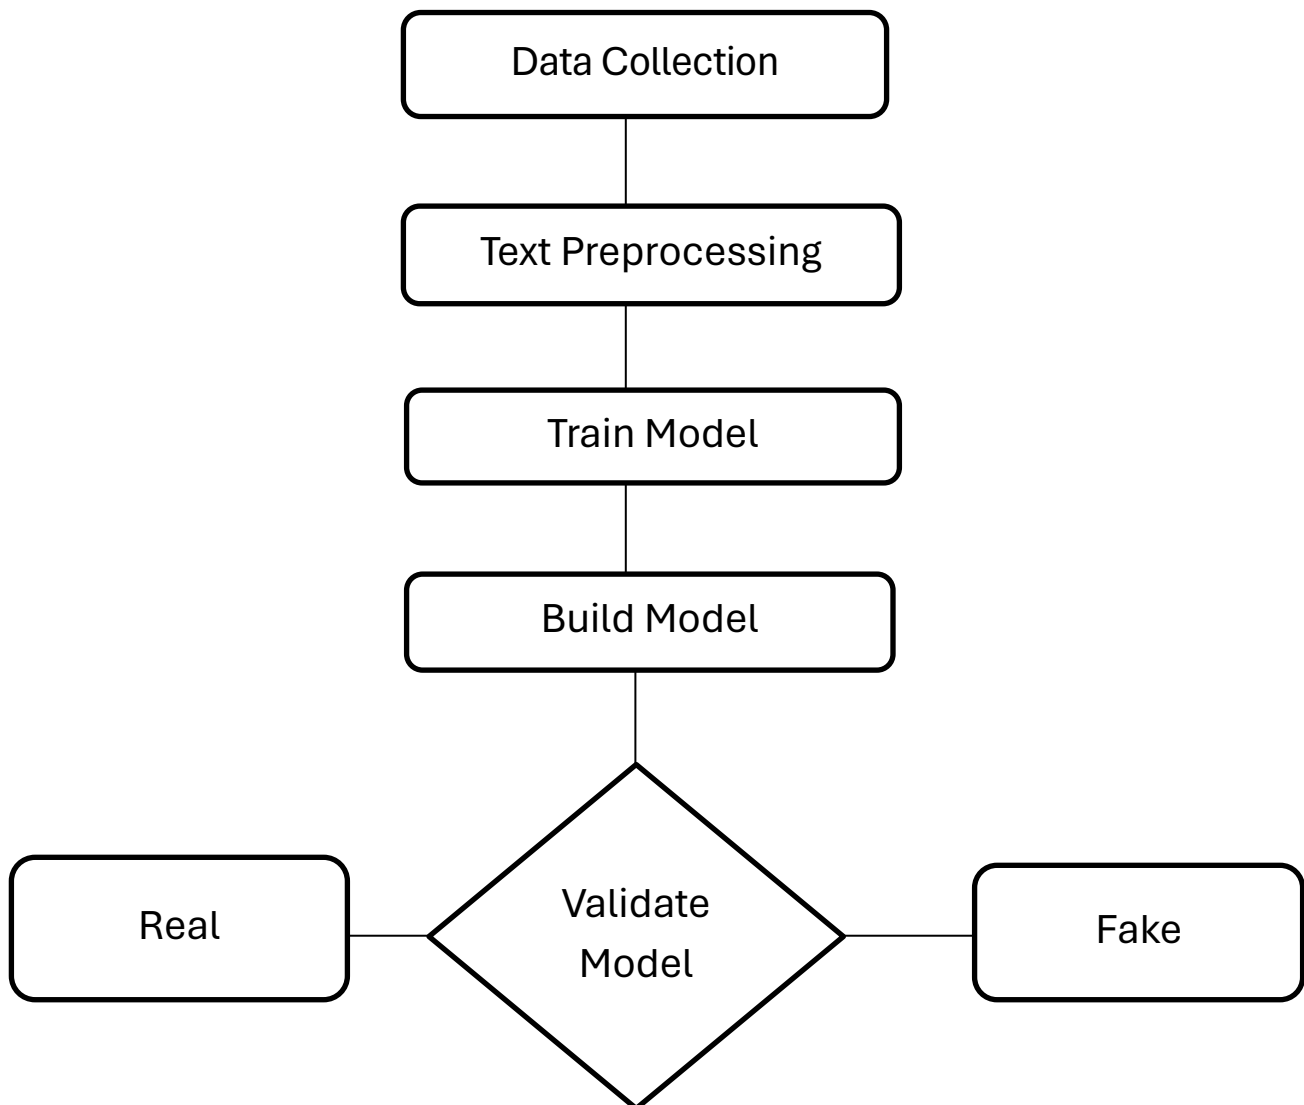 Data Collection
Text Preprocessing
Train Model
Build Model
Validate
Model
Real
Fake